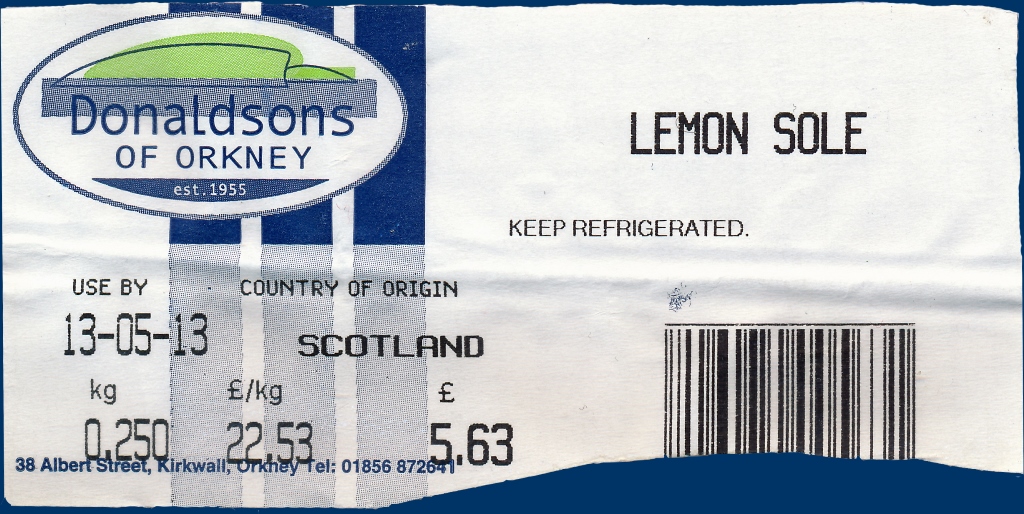 Donaldsons
OF ORKNEY
est.1955
LEMON SOLE
KEEP REFRIGERATED.
USE BY COUNTRY OF ORIGIN
13-05-13 SCOTLAND
kg £/kg £
0.250 22.53 5.63
38 Albert Street, Kirkwall, Orkney Tel: 01856 872641